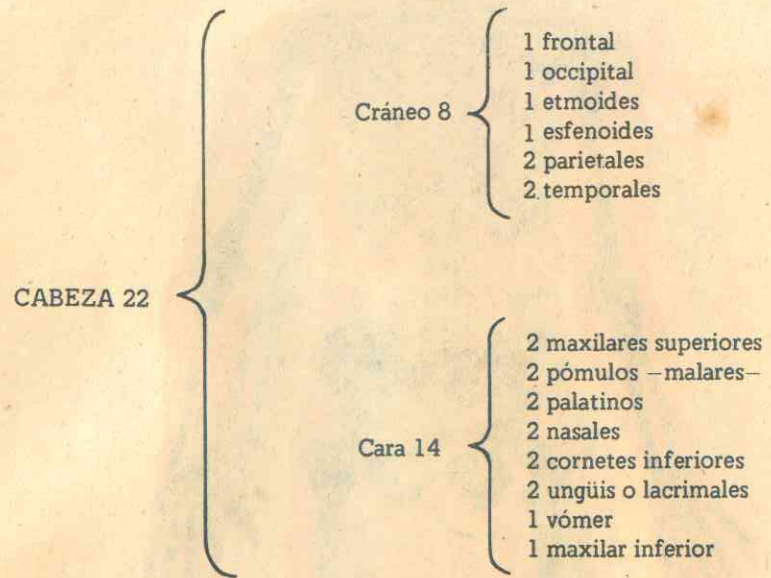 CABEZA 22
Cráneo 8
1 frontal
1 occipital
1 etmoides
1 esfenoides
2 parietales
2 temporales
Cara 14
2 maxilares superiores
2 pómulos —malares—
2 palatinos
2 nasales
2 cornetes inferiores
2 ungüis o lacrimales
1 vómer
1 maxilar inferior